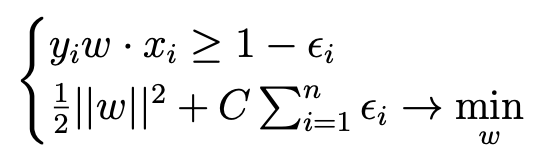 y_i w · x_i ≥ 1 − ϵ_i
1/2 ||w||^2 + C ∑_{i=1}^{n} ϵ_i → min_w